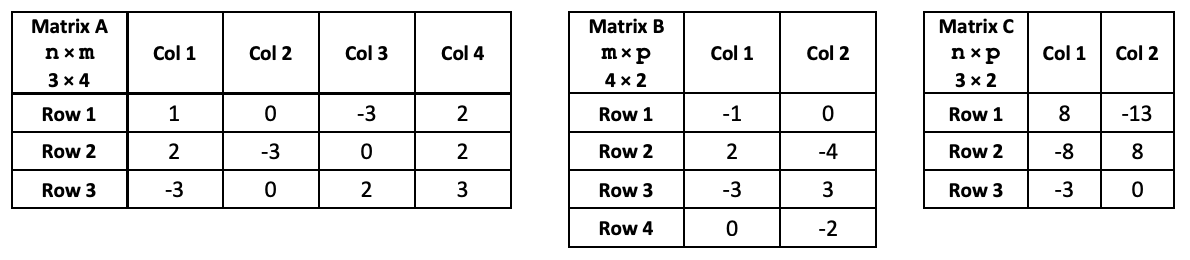 Matrix A
n × m
3 × 4
Col 1
Col 2
Col 3
Col 4
Row 1
1
0
-3
2
Row 2
2
-3
0
2
Row 3
-3
0
2
3
Matrix B
m × p
4 × 2
Col 1
Col 2
Row 1
-1
0
Row 2
2
-4
Row 3
-3
3
Row 4
0
-2
Matrix C
n × p
3 × 2
Col 1
Col 2
Row 1
8
-13
Row 2
-8
8
Row 3
-3
0